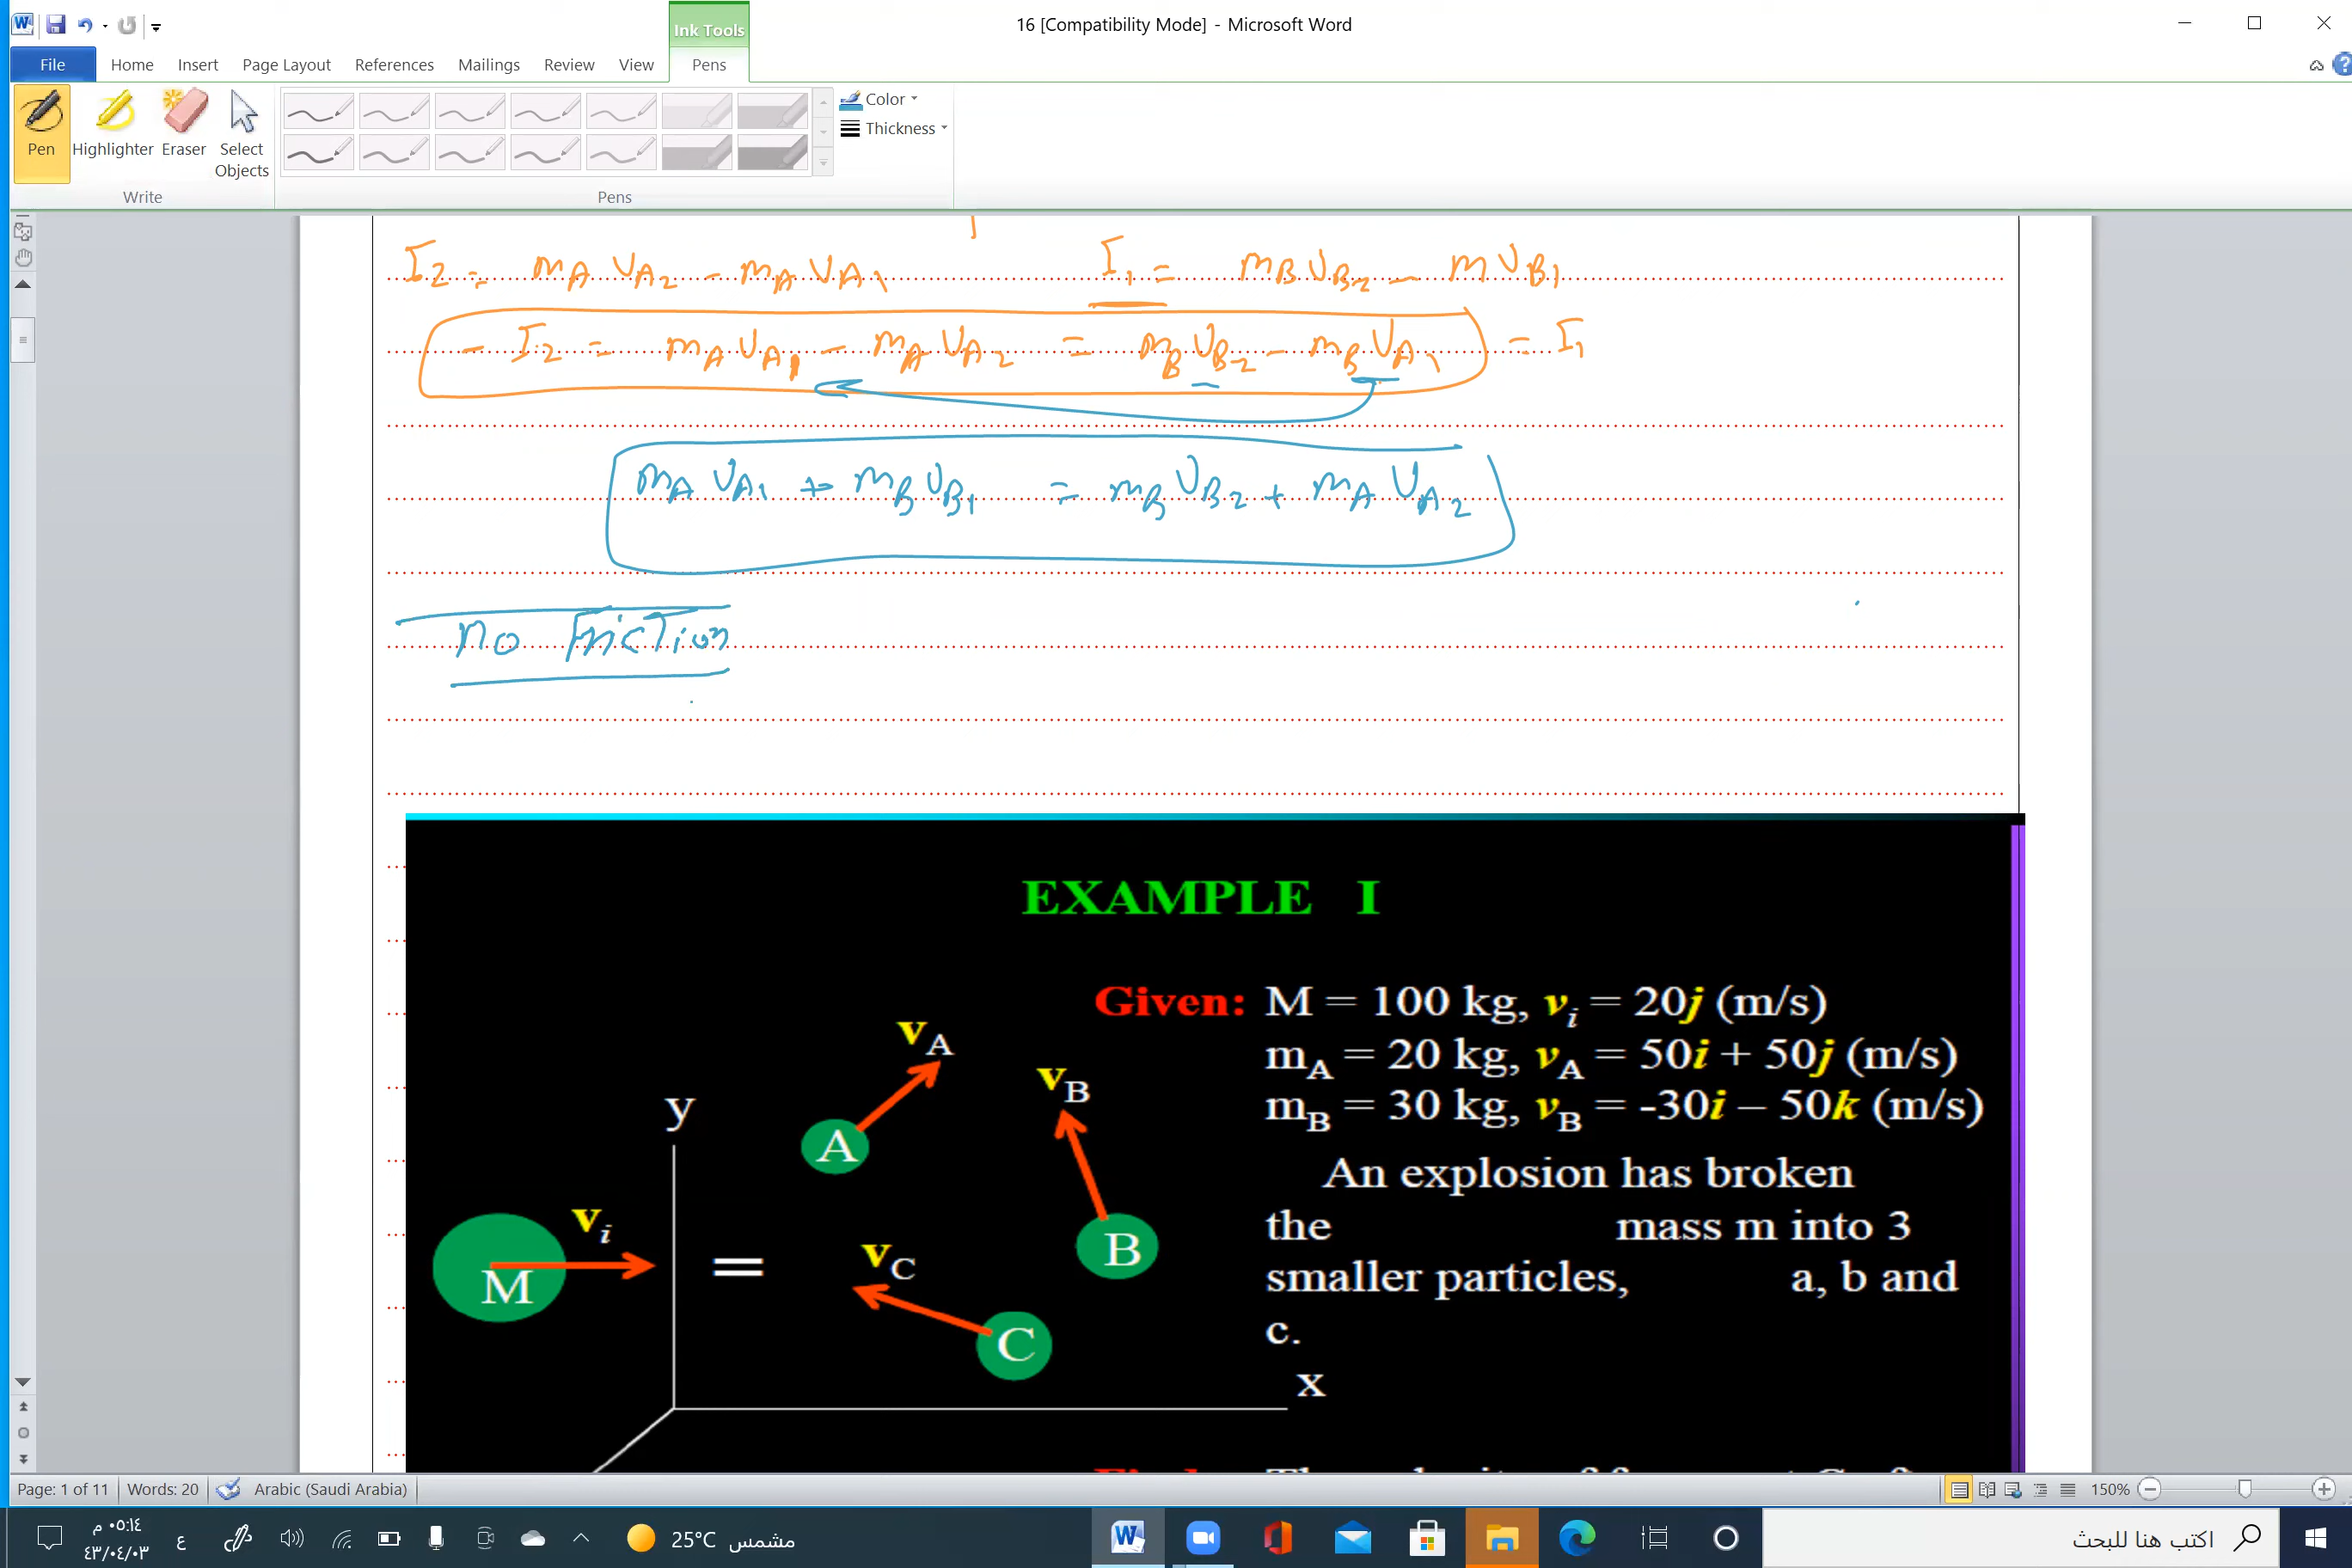 16 [Compatibility Mode] - Microsoft Word
Ink Tools
File Home Insert Page Layout References Mailings Review View Pens
Pen Highlighter Eraser Select Objects
Color
Thickness
Write
Pens
I2 = mA VA2 - mA VA1 I1 = mB VB2 - m VB1
- I2 = mA VA1 - mA VA2 = mB VB2 - mB VA1 = I1
mA VA1 + mB VB1 = mB VB2 + mA VA2
no friction
EXAMPLE I
Given: M = 100 kg, vi = 20j (m/s)
mA = 20 kg, vA = 50i + 50j (m/s)
mB = 30 kg, vB = -30i – 50k (m/s)
An explosion has broken
the mass m into 3
smaller particles, a, b and
c.
vA
vB
y
A
vi
M
=
vC
B
C
x
Page: 1 of 11 Words: 20 Arabic (Saudi Arabia) 150%
٠٥:١٤ م
٤٣/٠٤/٠٣
ع
25°C مشمس
اكتب هنا للبحث